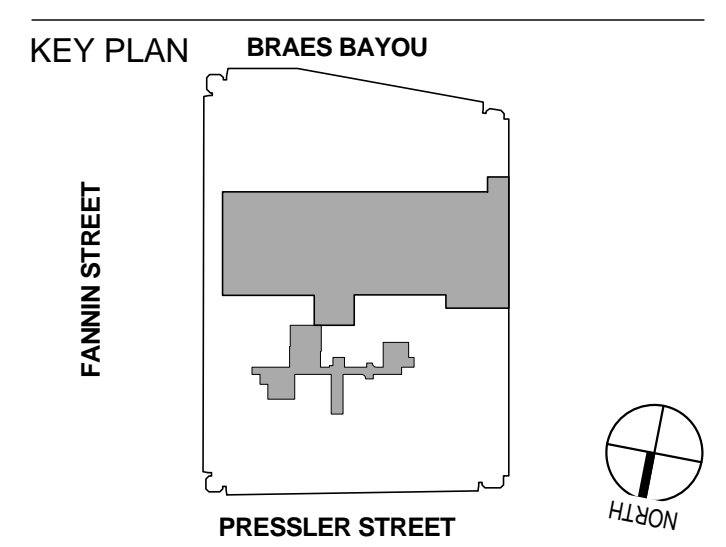 KEY PLAN
BRAES BAYOU
FANNIN STREET
PRESSLER STREET
NORTH